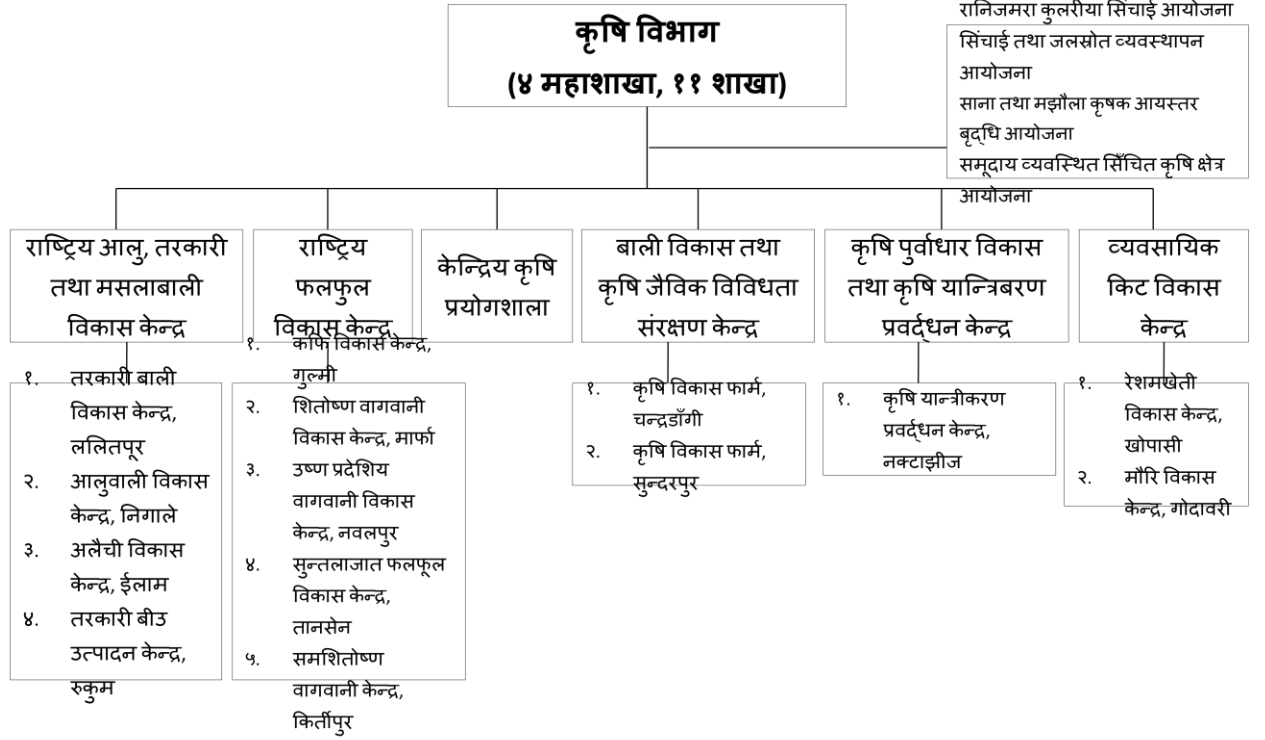 कृषि विभाग
(४ महाशाखा, ११ शाखा)
रानिजमरा कुलरीया सिंचाई आयोजना
सिंचाई तथा जलस्रोत व्यवस्थापन
आयोजना
साना तथा मझौला कृषक आयस्तर
बृद्धि आयोजना
समूदाय व्यवस्थित सिँचित कृषि क्षेत्र
आयोजना
राष्ट्रिय आलु, तरकारी
तथा मसलाबाली
विकास केन्द्र
राष्ट्रिय
फलफुल
विकास केन्द्र
केन्द्रिय कृषि
प्रयोगशाला
बाली विकास तथा
कृषि जैविक विविधता
संरक्षण केन्द्र
कृषि पुर्वाधार विकास
तथा कृषि यान्त्रिबरण
प्रवर्द्धन केन्द्र
व्यवसायिक
किट विकास
केन्द्र
१. तरकारी बाली
विकास केन्द्र,
ललितपूर
२. आलुवाली विकास
केन्द्र, निगाले
३. अलैची विकास
केन्द्र, ईलाम
४. तरकारी बीउ
उत्पादन केन्द्र,
रुकुम
१. कफि विकास केन्द्र,
गुल्मी
२. शितोष्ण वागवानी
विकास केन्द्र, मार्फा
३. उष्ण प्रदेशिय
वागवानी विकास
केन्द्र, नवलपुर
४. सुन्तलाजात फलफूल
विकास केन्द्र,
तानसेन
५. समशितोष्ण
वागवानी केन्द्र,
किर्तीपुर
१. कृषि विकास फार्म,
चन्द्रडाँगी
२. कृषि विकास फार्म,
सुन्दरपुर
१. कृषि यान्त्रीकरण
प्रवर्द्धन केन्द्र,
नक्टाझीज
१. रेशमखेती
विकास केन्द्र,
खोपासी
२. मौरि विकास
केन्द्र, गोदावरी